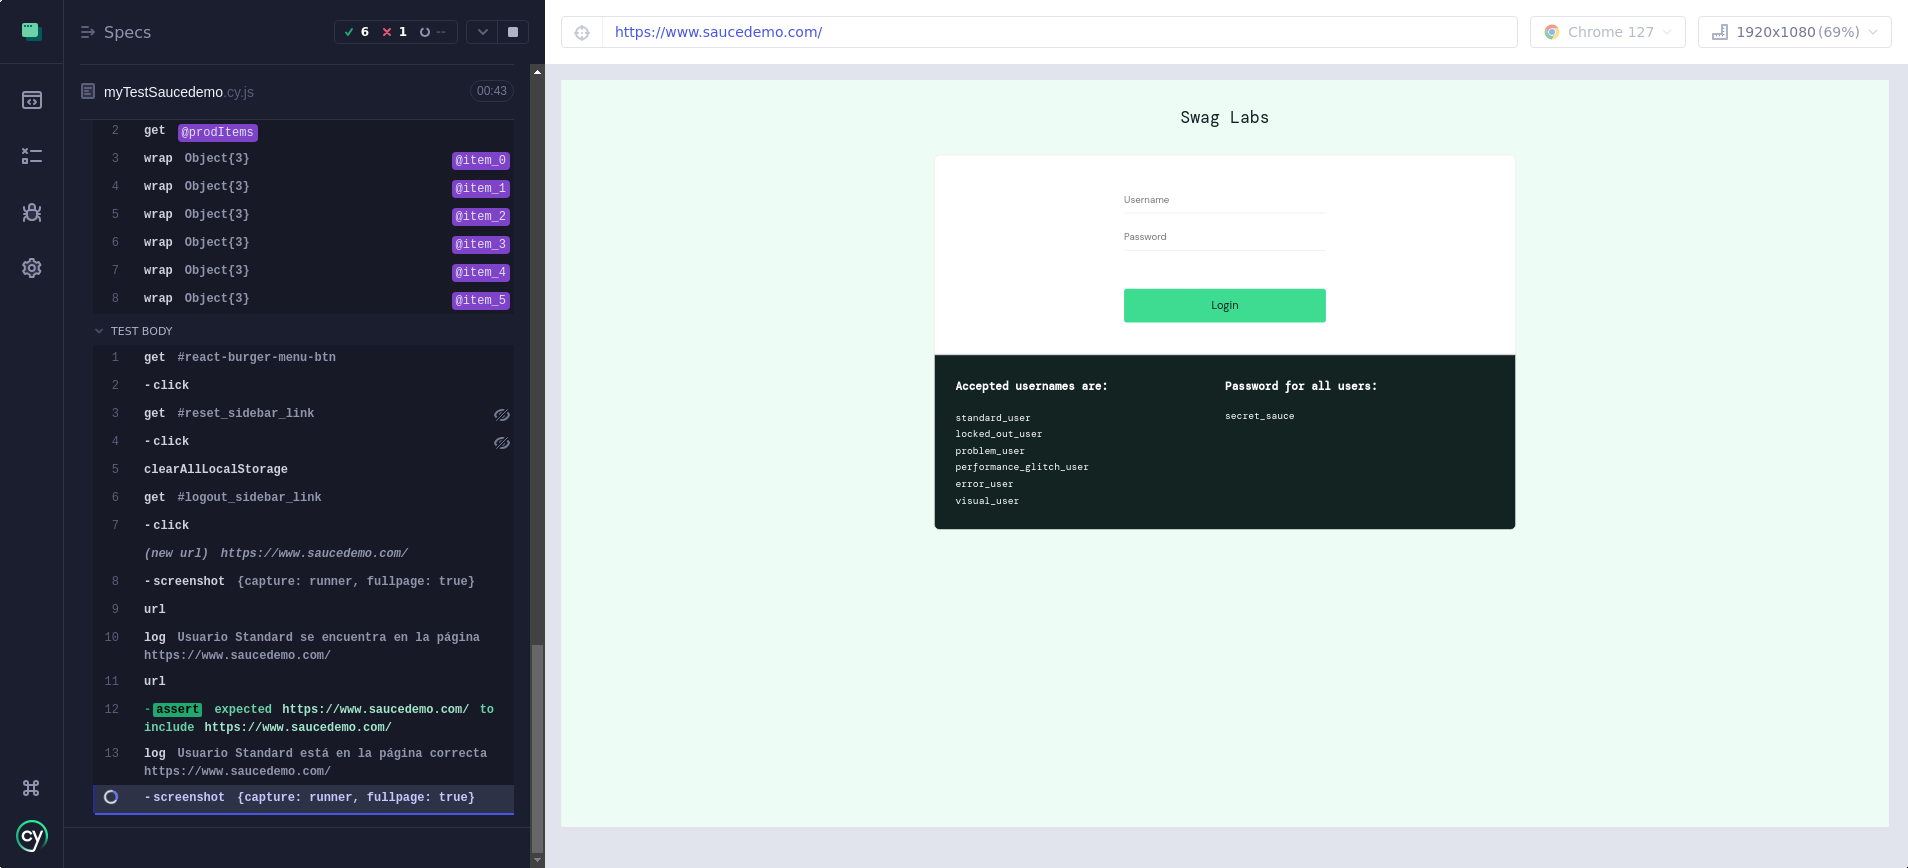 Specs
6 1 --
myTestSaucedemo.cy.js 00:43
2 get @prodItems
3 wrap Object{3} @item_0
4 wrap Object{3} @item_1
5 wrap Object{3} @item_2
6 wrap Object{3} @item_3
7 wrap Object{3} @item_4
8 wrap Object{3} @item_5
TEST BODY
1 get #react-burger-menu-btn
2 -click
3 get #reset_sidebar_link
4 -click
5 clearAllLocalStorage
6 get #logout_sidebar_link
7 -click
(new url) https://www.saucedemo.com/
8 -screenshot {capture: runner, fullpage: true}
9 url
10 log Usuario Standard se encuentra en la página
https://www.saucedemo.com/
11 url
12 -assert expected https://www.saucedemo.com/ to
include https://www.saucedemo.com/
13 log Usuario Standard está en la página correcta
https://www.saucedemo.com/
-screenshot {capture: runner, fullpage: true}
cy
https://www.saucedemo.com/
Chrome 127
1920x1080 (69%)
Swag Labs
Username
Password
Login
Accepted usernames are:
standard_user
locked_out_user
problem_user
performance_glitch_user
error_user
visual_user
Password for all users:
secret_sauce